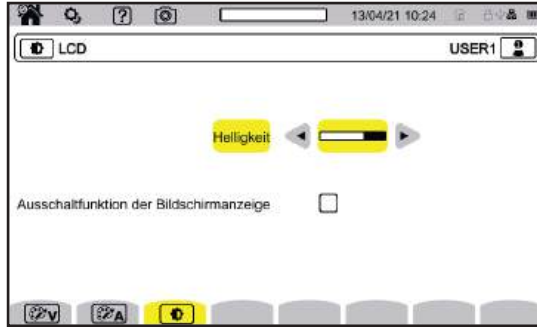 ? 13/04/21 10:24
LCD USER1
Helligkeit
Ausschaltfunktion der Bildschirmanzeige
V A